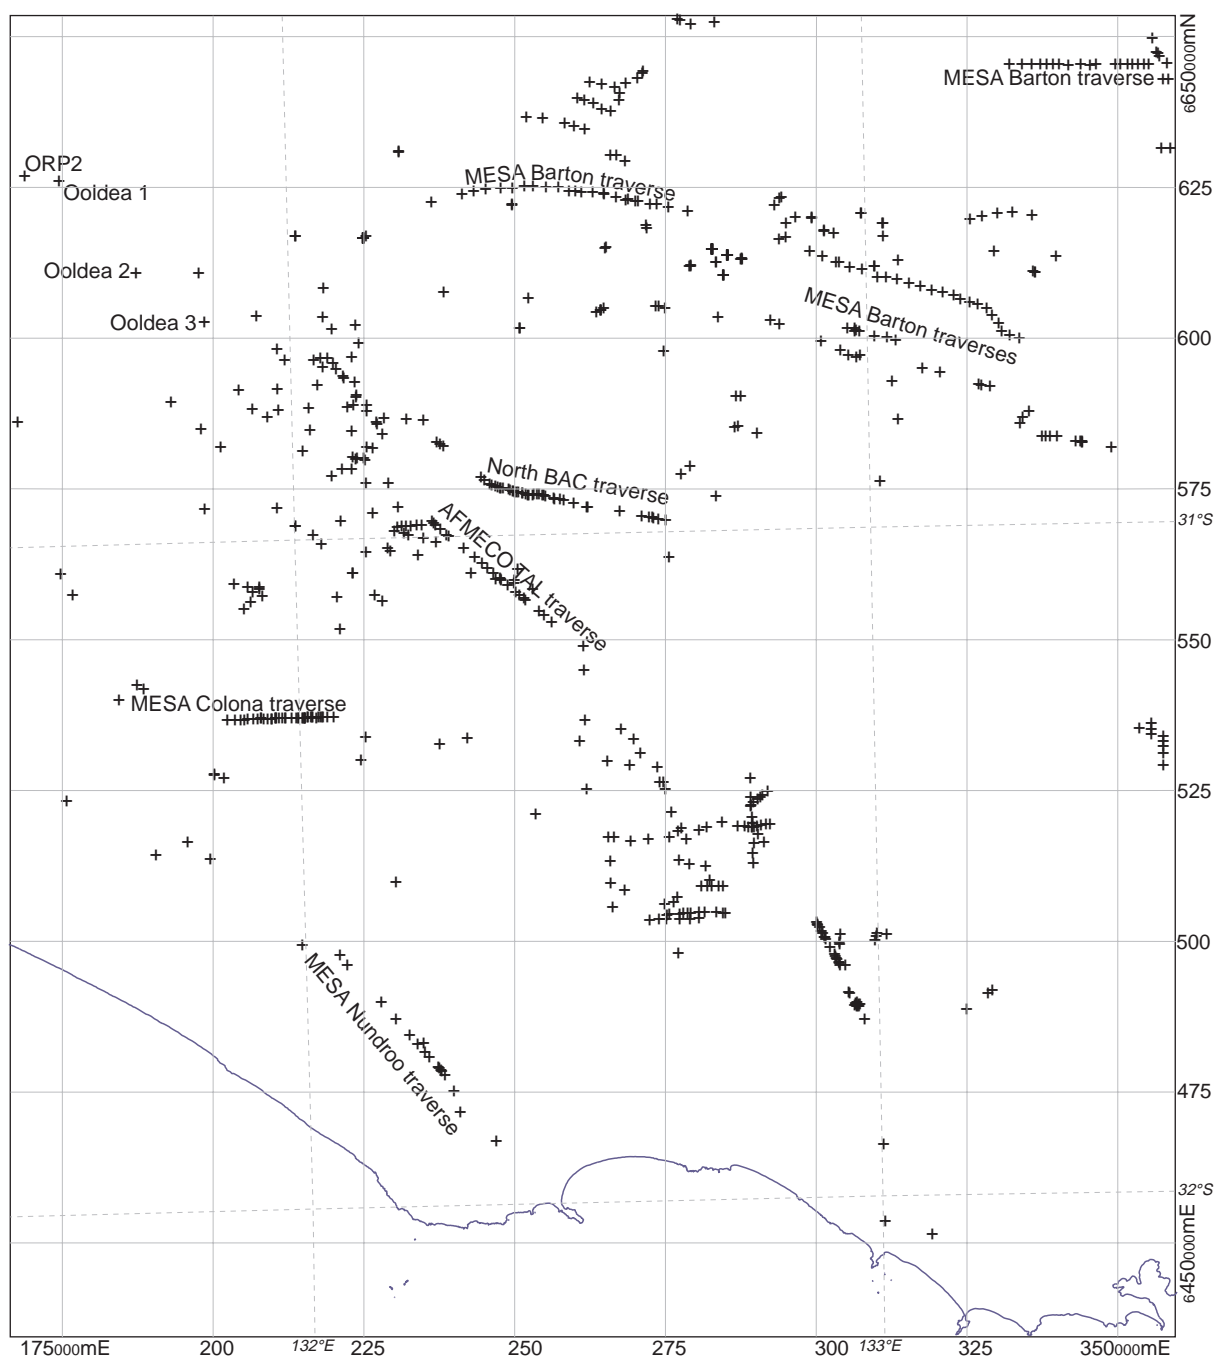 6650000mN
MESA Barton traverse
ORP2
Ooldea 1
MESA Barton traverse
625
Ooldea 2
Ooldea 3
MESA Barton traverses
600
North BAC traverse
575
AFMECO TAL traverse
31°S
550
MESA Colona traverse
525
500
MESA Nundroo traverse
475
32°S
6450000mE
175000mE 200 132°E 225 250 275 300 133°E 325 350000mE